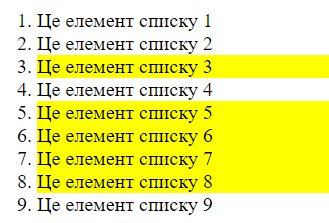 1. Це елемент списку 1
2. Це елемент списку 2
3. Це елемент списку 3
4. Це елемент списку 4
5. Це елемент списку 5
6. Це елемент списку 6
7. Це елемент списку 7
8. Це елемент списку 8
9. Це елемент списку 9